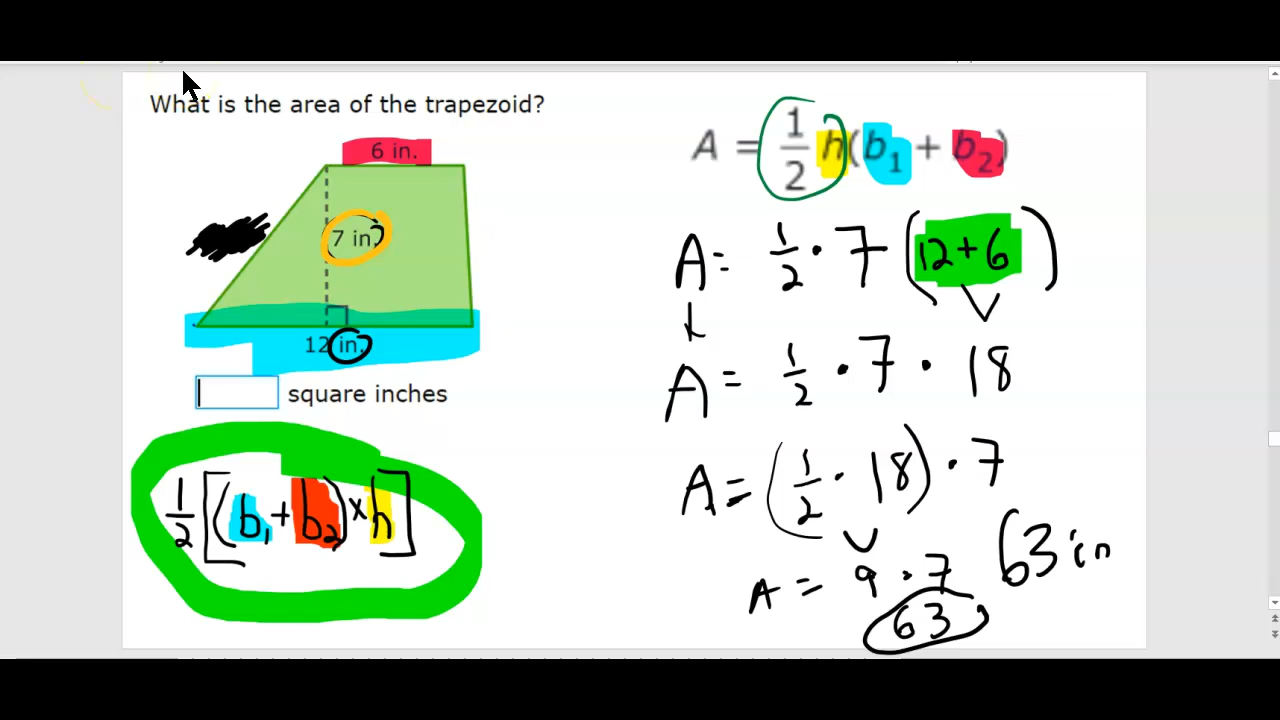 What is the area of the trapezoid?
6 in.
7 in.
12 in.
square inches
1/2 [(b₁ + b₂) × h]
A = 1/2 h(b₁ + b₂)
A = 1/2 · 7 (12 + 6)
A = 1/2 · 7 · 18
A = (1/2 · 18) · 7
A = 9 · 7
63
63 in